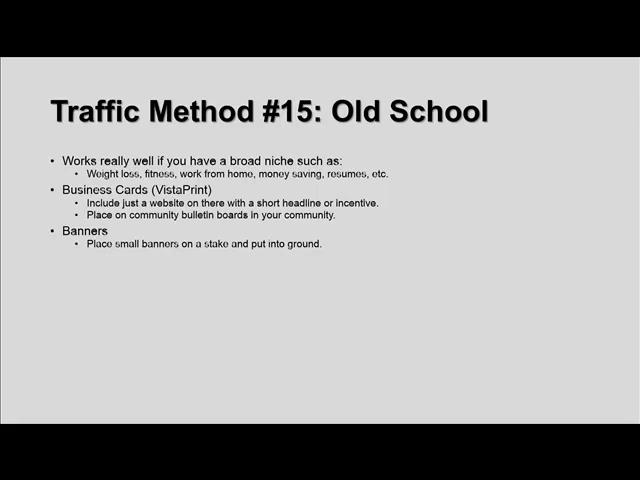 Traffic Method #15: Old School
• Works really well if you have a broad niche such as:
• Weight loss, fitness, work from home, money saving, resumes, etc.
• Business Cards (VistaPrint)
• Include just a website on there with a short headline or incentive.
• Place on community bulletin boards in your community.
• Banners
• Place small banners on a stake and put into ground.